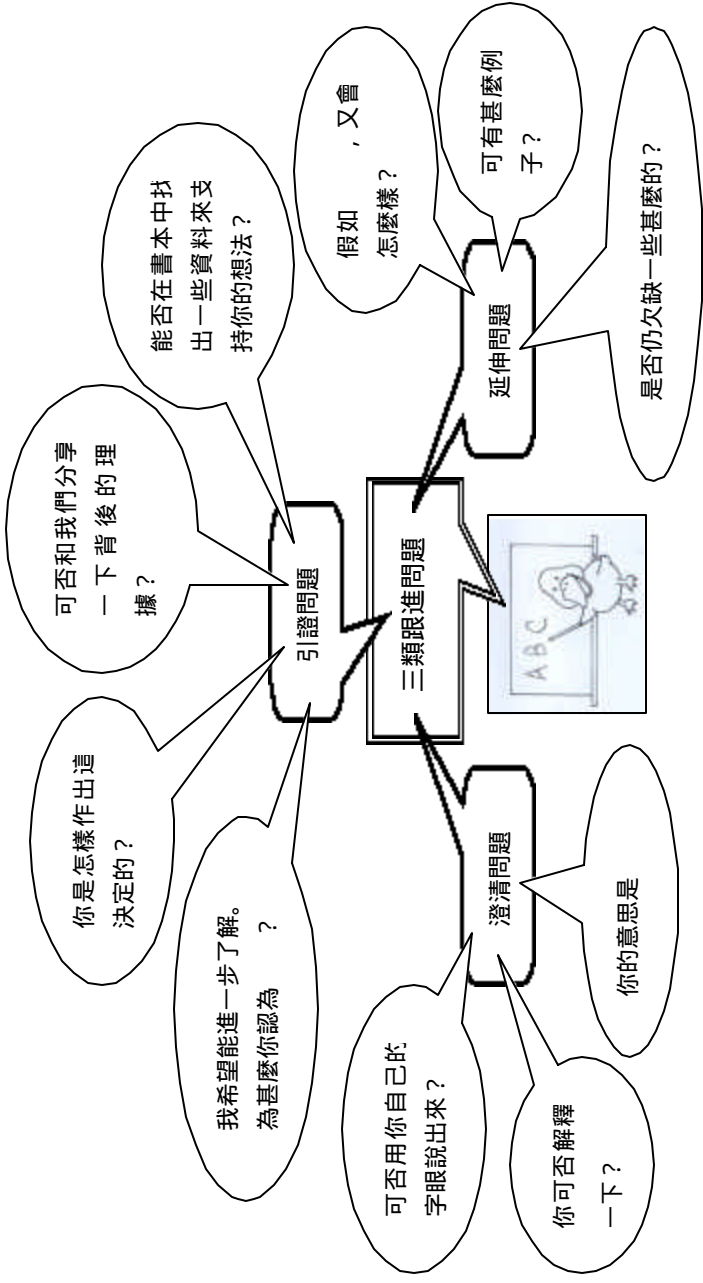 三類跟進問題
澄清問題
可否用你自己的
字眼說出來？
你可否解釋
一下？
你的意思是
引證問題
我希望能進一步了解。
為甚麼你認為　　？
你是怎樣作出這
決定的？
可否和我們分享
一下背後的理
據？
能否在書本中找
出一些資料來支
持你的想法？
延伸問題
假如　　，又會
怎麼樣？
可有甚麼例
子？
是否仍欠缺一些甚麼的？
ABC